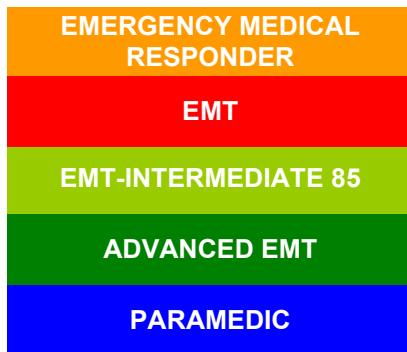 EMERGENCY MEDICAL
RESPONDER
EMT
EMT-INTERMEDIATE 85
ADVANCED EMT
PARAMEDIC